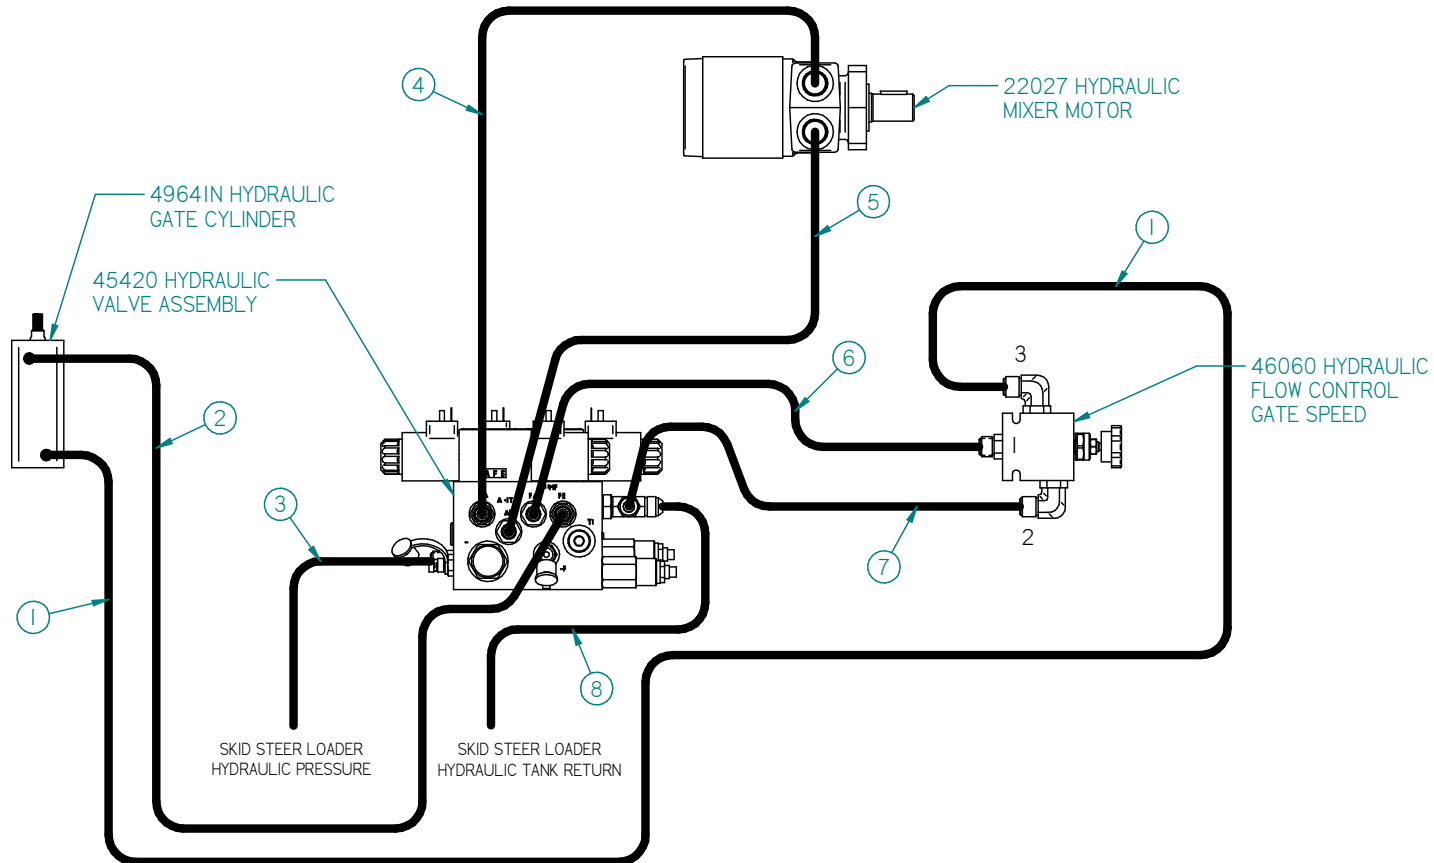 4
22027 HYDRAULIC
MIXER MOTOR
4964IN HYDRAULIC
GATE CYLINDER
5
1
45420 HYDRAULIC
VALVE ASSEMBLY
6
3
46060 HYDRAULIC
FLOW CONTROL
GATE SPEED
2
1
AFE
3
2
7
TI
-F
1
8
SKID STEER LOADER
HYDRAULIC PRESSURE
SKID STEER LOADER
HYDRAULIC TANK RETURN